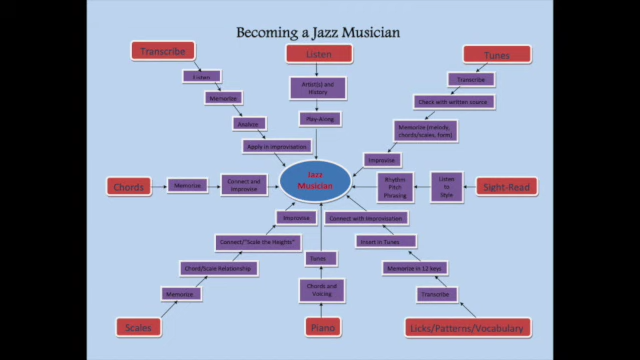 Becoming a Jazz Musician
Transcribe
Listen
Tunes
Listen
Memorize
Analyze
Apply in Improvisation
Artist(s) and
History
Play-Along
Transcribe
Check with written source
Memorize (melody,
chords/scales, Form)
Improvise
Jazz
Musician
Chords
Memorize
Connect and
Improvise
Rhythm
Pitch
Phrasing
Listen
to
Style
Sight-Read
Improvise
Connect/"Scale the Heights"
Chord/Scale Relationship
Memorize
Scales
Tunes
Chords and
Voicing
Piano
Connect with Improvisation
Insert in Tunes
Memorize in 12 keys
Transcribe
Licks/Patterns/Vocabulary